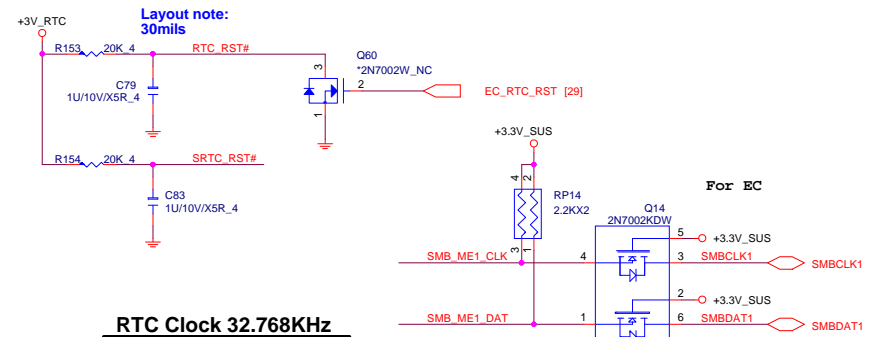 +3V_RTC
Layout note:
30mils
R153 20K_4 RTC_RST#
Q60
*2N7002W_NC
3
2
1
EC_RTC_RST [29]
C79
1U/10V/X5R_4
R154 20K_4 SRTC_RST#
C83
1U/10V/X5R_4
+3.3V_SUS
4 2
RP14
2.2KX2
3 1
For EC
Q14
2N7002KDW
5 +3.3V_SUS
SMB_ME1_CLK 4 3 SMBCLK1 SMBCLK1
2 +3.3V_SUS
SMB_ME1_DAT 1 6 SMBDAT1 SMBDAT1
RTC Clock 32.768KHz